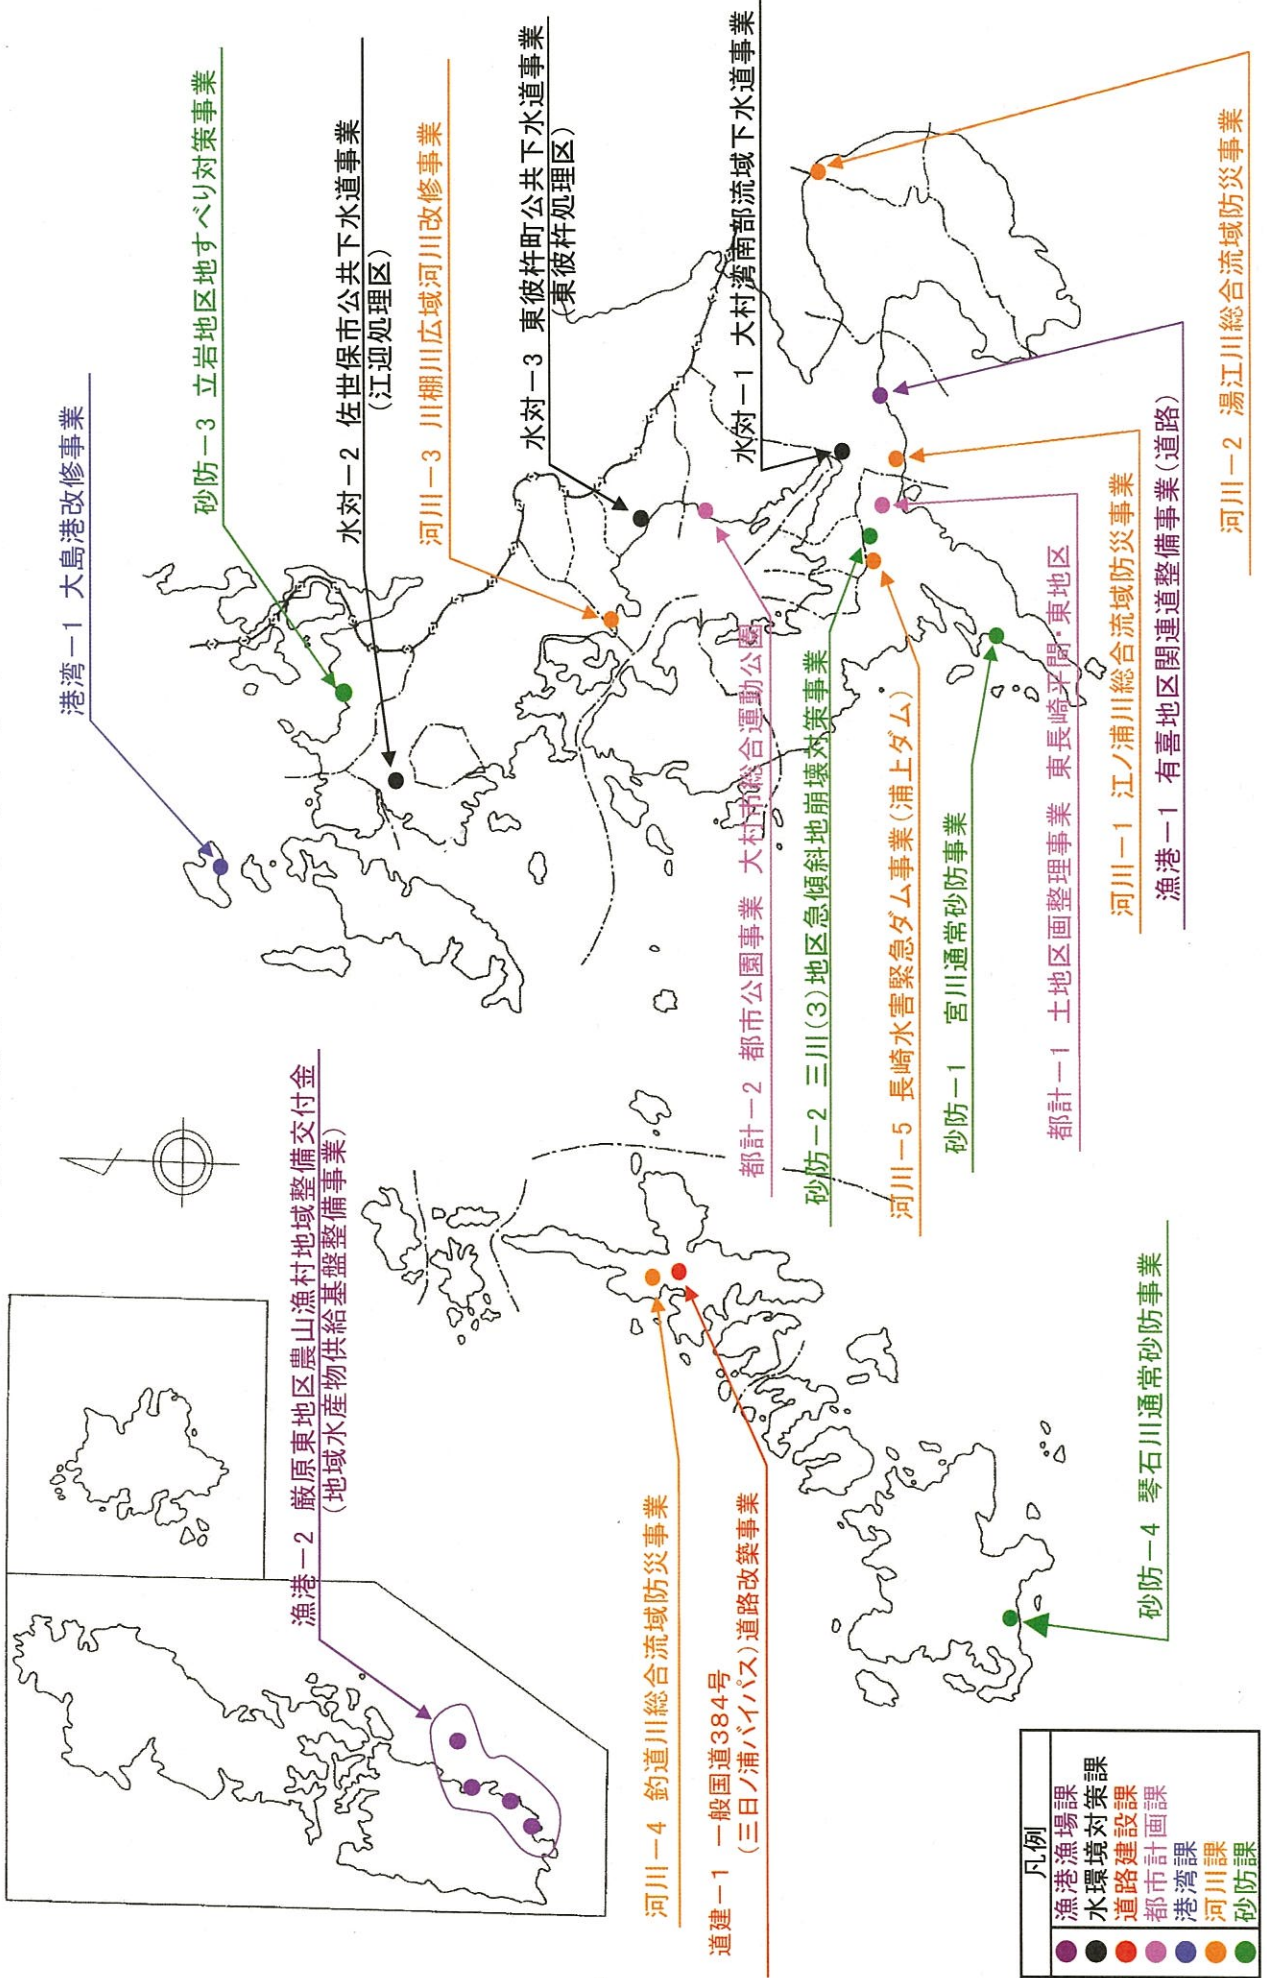 港湾－1 大島港改修事業
砂防－3 立岩地区地すべり対策事業
水対－2 佐世保市公共下水道事業
（江迎処理区）
河川－3 川棚川広域河川改修事業
水対－3 東彼杵町公共下水道事業
（東彼杵処理区）
水対－1 大村湾南部流域下水道事業
漁港－2 厳原東地区農山漁村地域整備交付金
（地域水産物供給基盤整備事業）
河川－4 釣道川総合流域防災事業
道建－1 一般国道384号
（三日ノ浦バイパス）道路改築事業
都計－2 都市公園事業 大村市総合運動公園
砂防－2 三川(3)地区急傾斜地崩壊対策事業
河川－5 長崎水害緊急ダム事業（浦上ダム）
砂防－1 宮川通常砂防事業
都計－1 土地区画整理事業 東長崎平間・東地区
河川－1 江ノ浦川総合流域防災事業
漁港－1 有喜地区関連道整備事業（道路）
河川－2 湯江川総合流域防災事業
砂防－4 琴石川通常砂防事業
凡例
漁港漁場課
水環境対策課
道路建設課
都市計画課
港湾課
河川課
砂防課